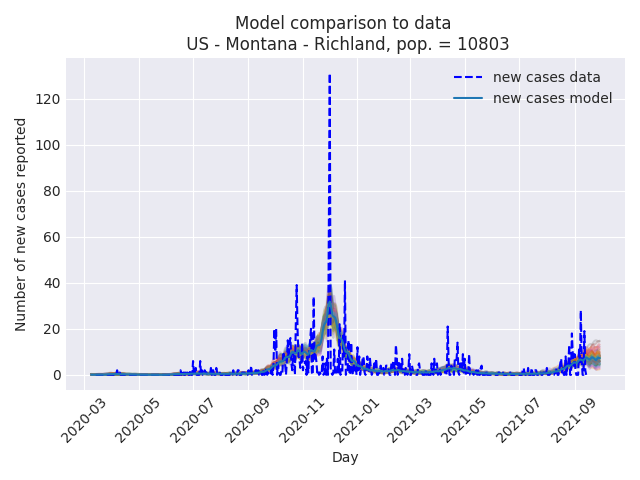 Model comparison to data
US - Montana - Richland, pop. = 10803
new cases data
new cases model
Number of new cases reported
120
100
80
60
40
20
0
2020-03
2020-05
2020-07
2020-09
2020-11
2021-01
2021-03
2021-05
2021-07
2021-09
Day